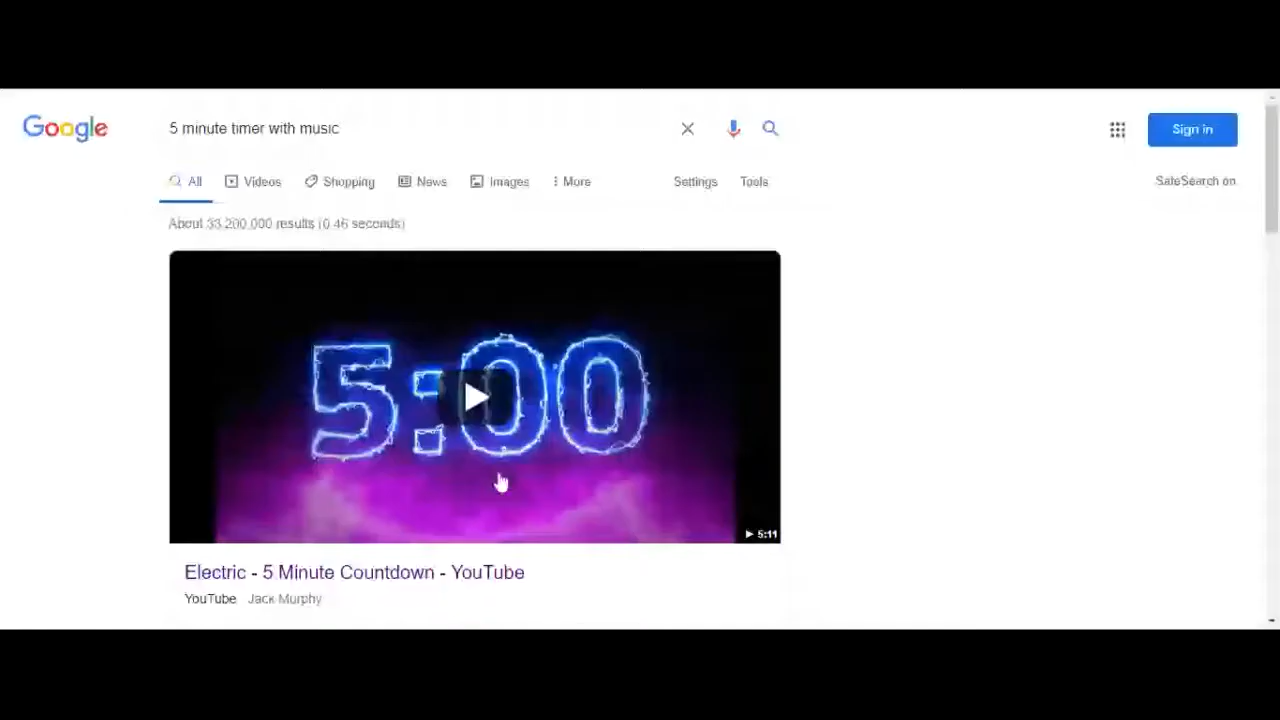 Google
5 minute timer with music
Sign in
All Videos Shopping News Images More Settings Tools
SafeSearch on
About 33,200,000 results (0.46 seconds)
5:00
5:11
Electric - 5 Minute Countdown - YouTube
YouTube Jack Murphy